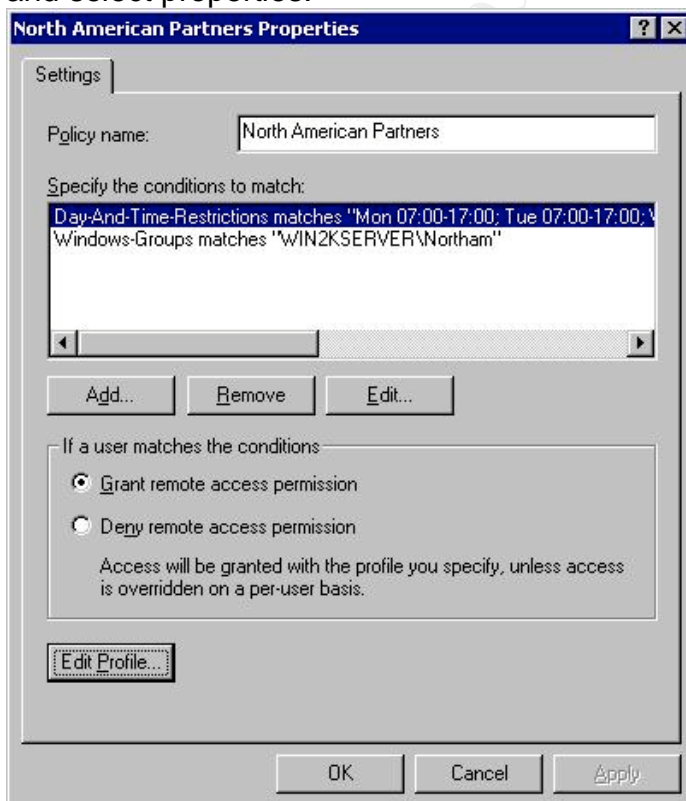 and select properties.
North American Partners Properties
Settings
Policy name: North American Partners
Specify the conditions to match:
Day-And-Time-Restrictions matches "Mon 07:00-17:00; Tue 07:00-17:00;
Windows-Groups matches "WIN2KSERVER\Northam"
Add... Remove Edit...
If a user matches the conditions
Grant remote access permission
Deny remote access permission
Access will be granted with the profile you specify, unless access
is overridden on a per-user basis.
Edit Profile...
OK Cancel Apply